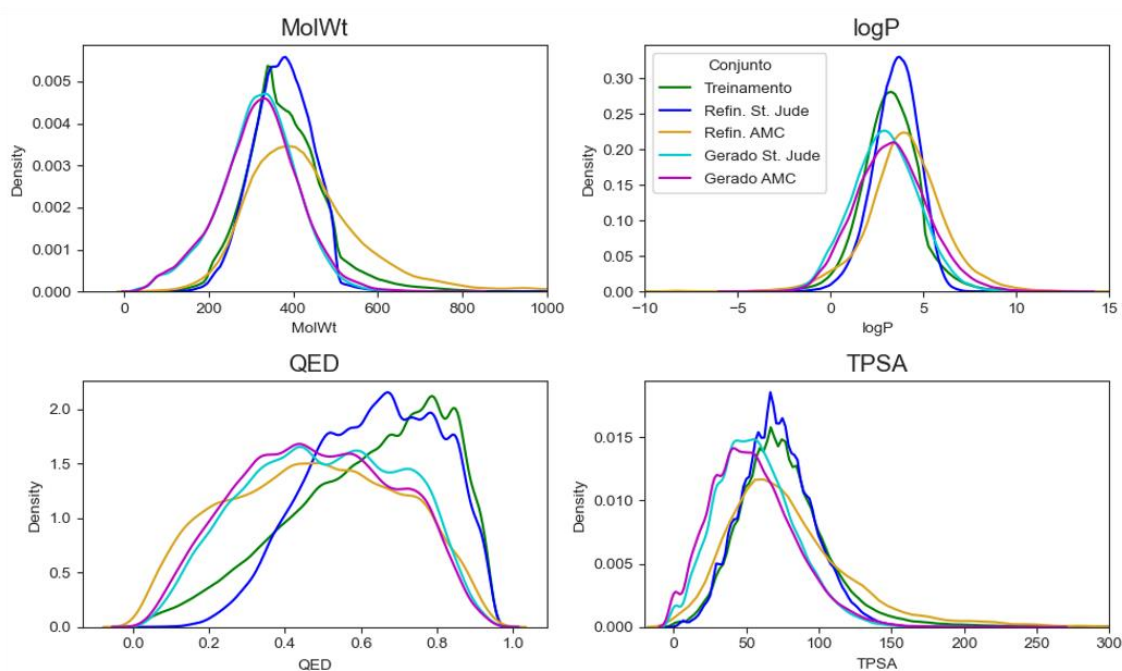 MolWt
0.005
0.004
0.003
0.002
0.001
0.000
Density
0 200 400 600 800 1000
MolWt
logP
0.30
0.25
0.20
0.15
0.10
0.05
0.00
Density
Conjunto
Treinamento
Refin. St. Jude
Refin. AMC
Gerado St. Jude
Gerado AMC
−10 −5 0 5 10 15
logP
QED
2.0
1.5
1.0
0.5
0.0
Density
0.0 0.2 0.4 0.6 0.8 1.0
QED
TPSA
0.015
0.010
0.005
0.000
Density
0 50 100 150 200 250 300
TPSA